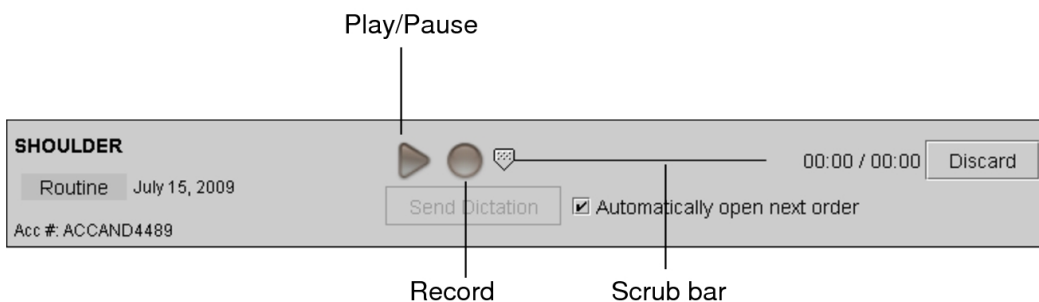 Play/Pause
SHOULDER
00:00 / 00:00 Discard
Routine July 15, 2009
Send Dictation Automatically open next order
Acc #: ACCAND4489
Record Scrub bar